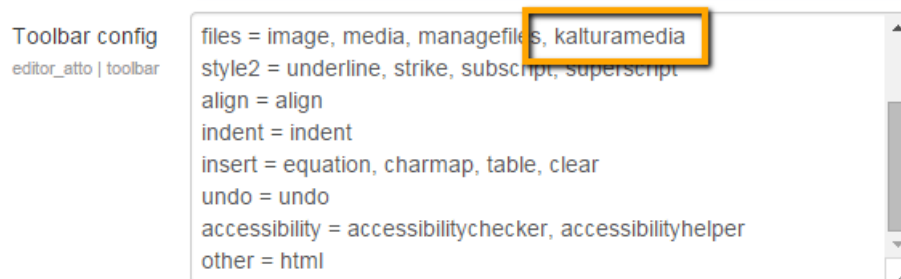 Toolbar config
editor_atto | toolbar
files = image, media, managefiles, kalturamedia
style2 = underline, strike, subscript, superscript
align = align
indent = indent
insert = equation, charmap, table, clear
undo = undo
accessibility = accessibilitychecker, accessibilityhelper
other = html